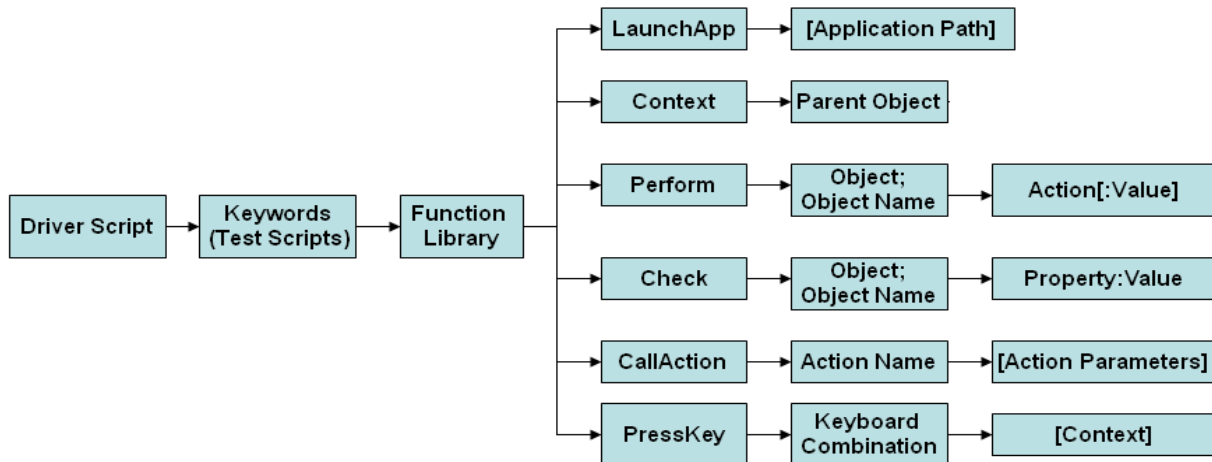 Driver Script
Keywords
(Test Scripts)
Function
Library
LaunchApp
[Application Path]
Context
Parent Object
Perform
Object;
Object Name
Action[:Value]
Check
Object;
Object Name
Property:Value
CallAction
Action Name
[Action Parameters]
PressKey
Keyboard
Combination
[Context]